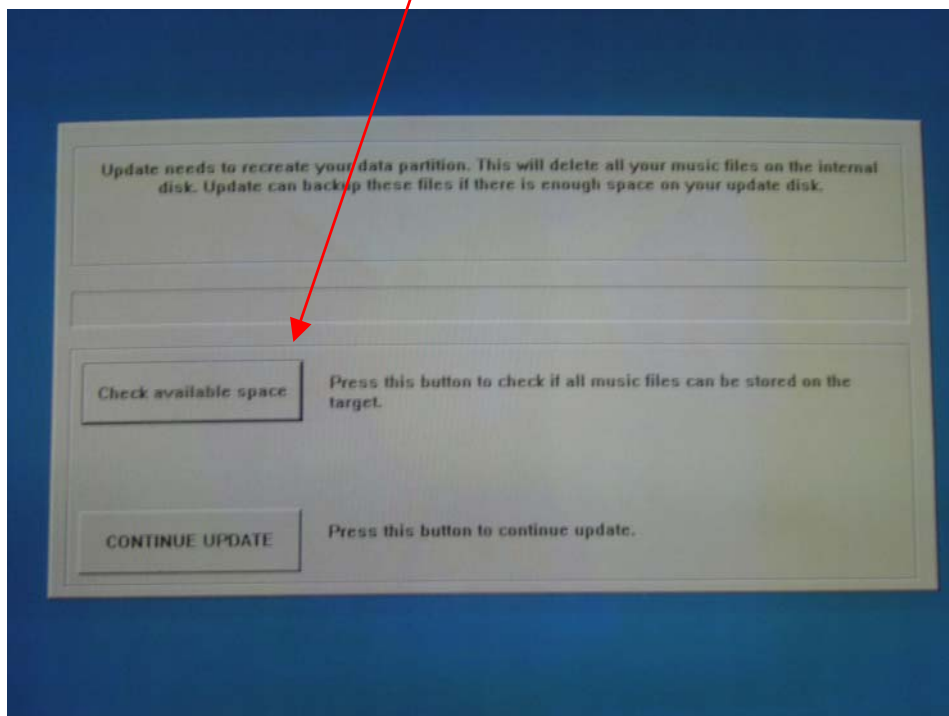 Update needs to recreate your data partition. This will delete all your music files on the internal
disk. Update can backup these files if there is enough space on your update disk.
Check available space
Press this button to check if all music files can be stored on the
target.
CONTINUE UPDATE
Press this button to continue update.